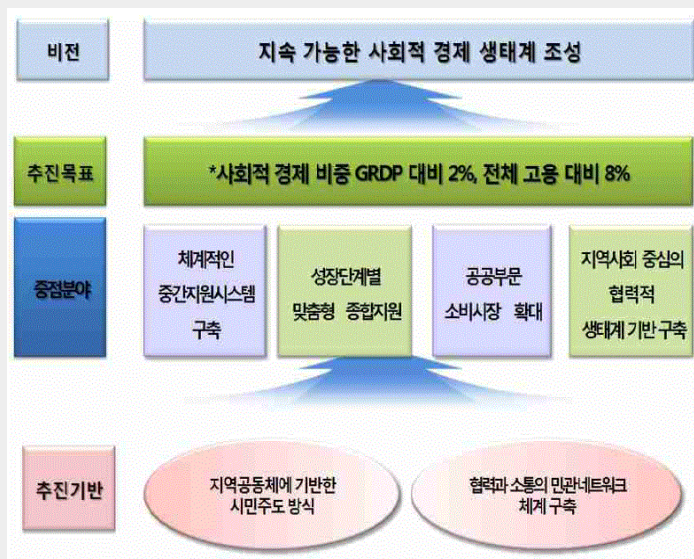 비전
지속 가능한 사회적 경제 생태계 조성
추진목표
*사회적 경제 비중 GRDP 대비 2%, 전체 고용 대비 8%
중점분야
체계적인
중간지원시스템
구축
성장단계별
맞춤형 종합지원
공공부문
소비시장 확대
지역사회 중심의
협력적
생태계 기반 구축
추진기반
지역공동체에 기반한
시민주도 방식
협력과 소통의 민관네트워크
체계 구축